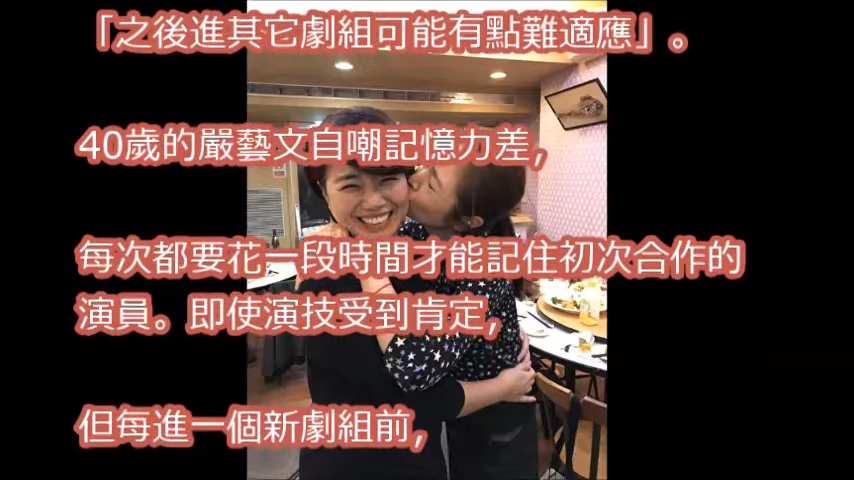 「之後進其它劇組可能有點難適應」。
40歲的嚴藝文自嘲記憶力差，
每次都要花一段時間才能記住初次合作的
演員。即使演技受到肯定，
但每進一個新劇組前，